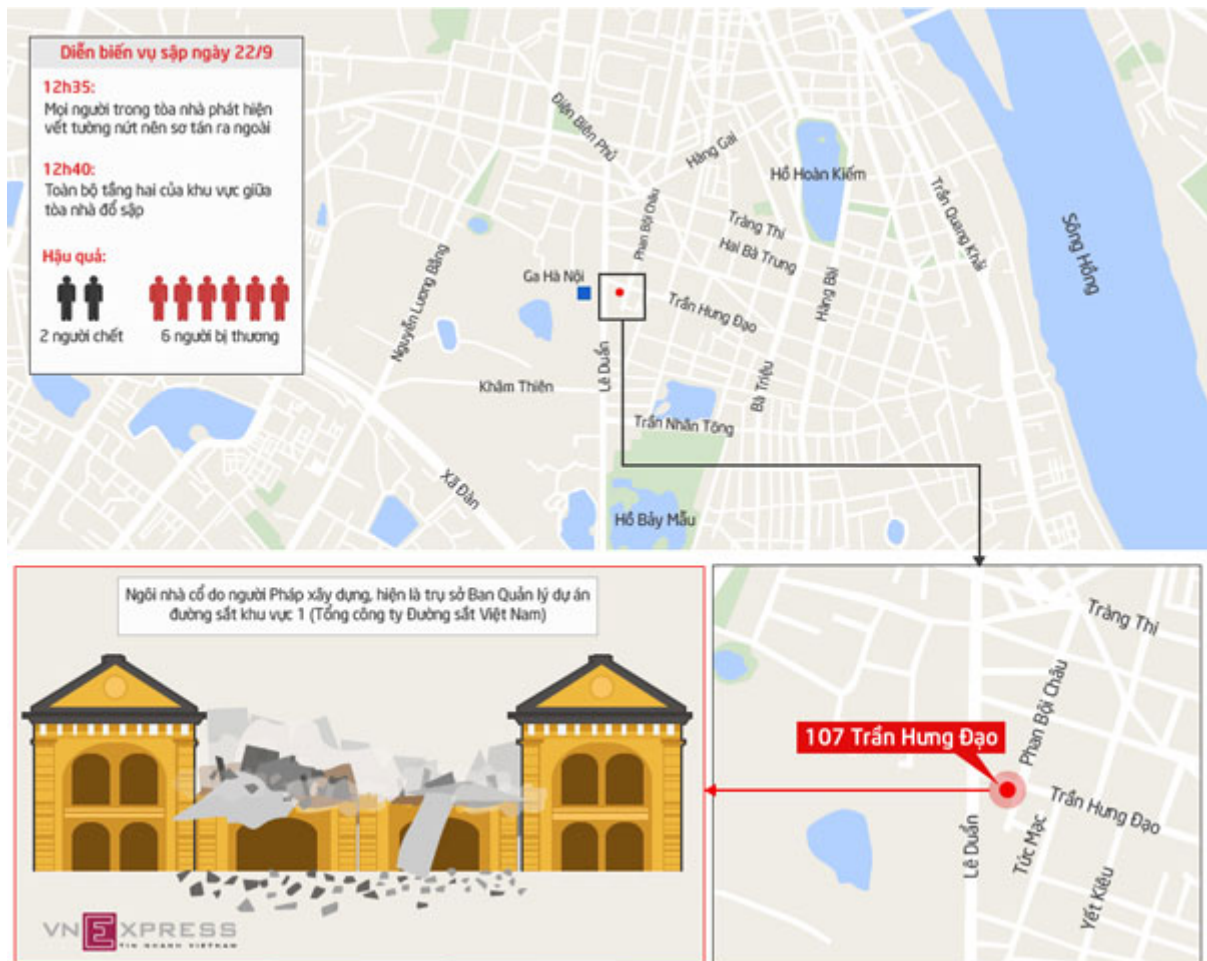 Diễn biến vụ sập ngày 22/9
12h35:
Mọi người trong tòa nhà phát hiện
vết tường nứt nên sơ tán ra ngoài
12h40:
Toàn bộ tầng hai của khu vực giữa
tòa nhà đổ sập
Hậu quả:
2 người chết
6 người bị thương
Điện Biên Phủ
Hàng Gai
Hồ Hoàn Kiếm
Trần Quang Khải
Sông Hồng
Phan Bội Châu
Tràng Thi
Hai Bà Trưng
Hàng Bài
Nguyễn Lương Bằng
Ga Hà Nội
Trần Hưng Đạo
Lê Duẩn
Khâm Thiên
Bà Triệu
Trần Nhân Tông
Xã Đàn
Hồ Bảy Mẫu
Ngôi nhà cổ do người Pháp xây dựng, hiện là trụ sở Ban Quản lý dự án
đường sắt khu vực 1 (Tổng công ty Đường sắt Việt Nam)
VNEXPRESS
TIN NHANH VIETNAM
Tràng Thi
Phan Bội Châu
107 Trần Hưng Đạo
Trần Hưng Đạo
Lê Duẩn
Tức Mạc
Yết Kiêu